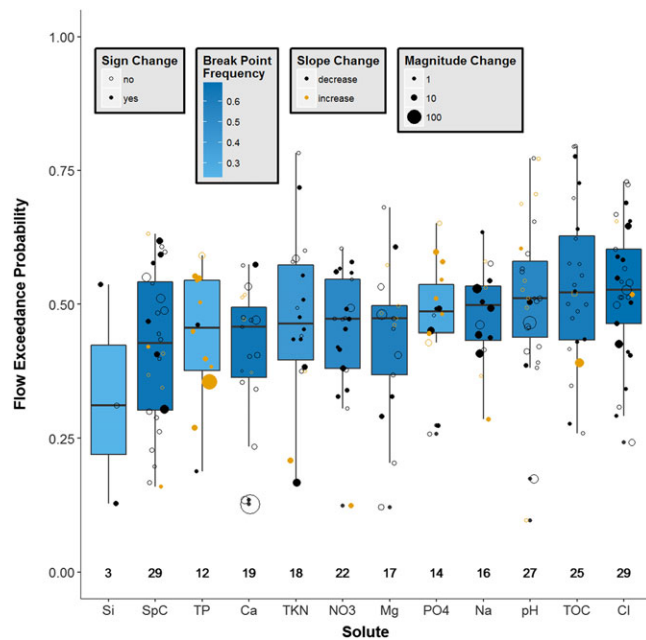 1.00
0.75
0.50
0.25
0.00
Flow Exceedance Probability
Sign Change
no
yes
Break Point
Frequency
0.6
0.5
0.4
0.3
Slope Change
decrease
increase
Magnitude Change
1
10
100
3 29 12 19 18 22 17 14 16 27 25 29
Si SpC TP Ca TKN NO3 Mg PO4 Na pH TOC Cl
Solute